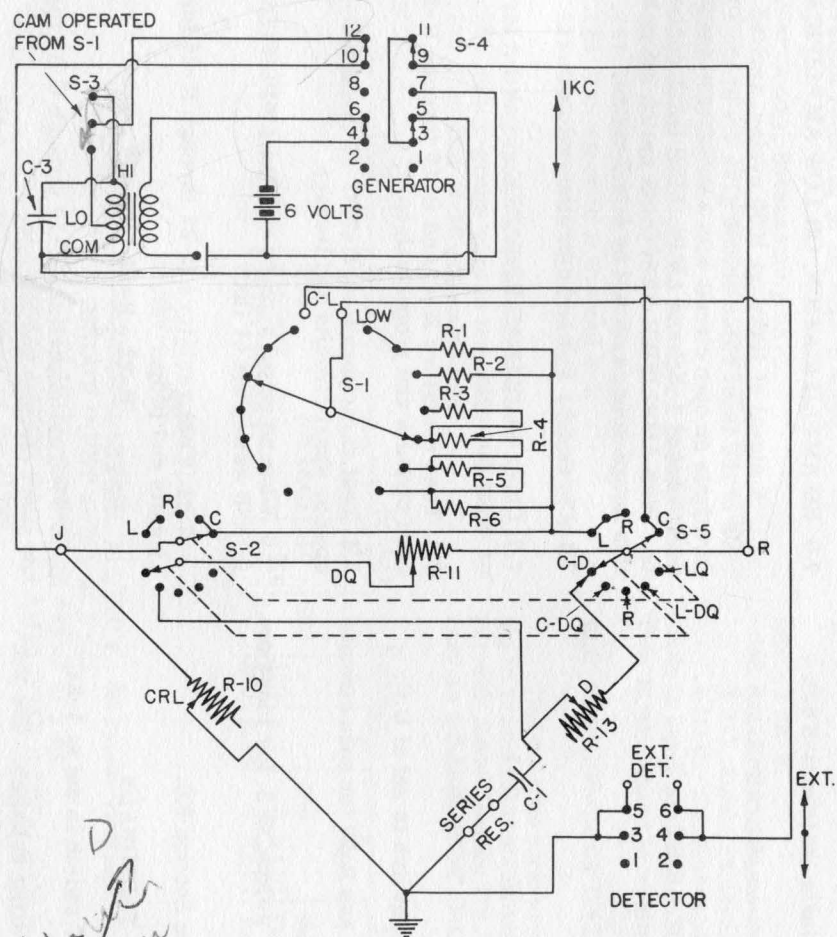 CAM OPERATED
FROM S-1
S-3
C-3
HI
LO
COM
12
11
S-4
10
9
8
7
6
5
4
3
2
1
GENERATOR
6 VOLTS
1KC
C-L
LOW
S-1
R-1
R-2
R-3
R-4
R-5
R-6
J
L
R
C
S-2
DQ
R-11
L
R
C
S-5
R
C-D
LQ
L-DQ
R
C-DQ
CRL
R-10
D
R-13
SERIES
RES.
C-1
EXT.
DET.
5
6
3
4
1
2
DETECTOR
EXT.
D